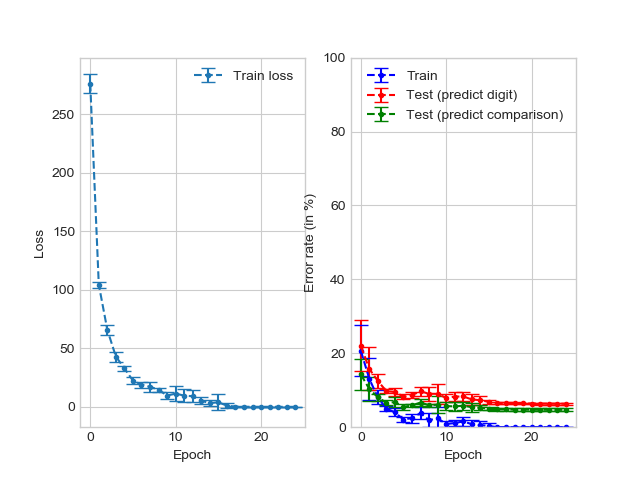 Train loss
250
200
150
100
50
0
Loss
0
10
20
Epoch
Train
Test (predict digit)
Test (predict comparison)
100
80
60
40
20
0
Error rate (in %)
0
10
20
Epoch